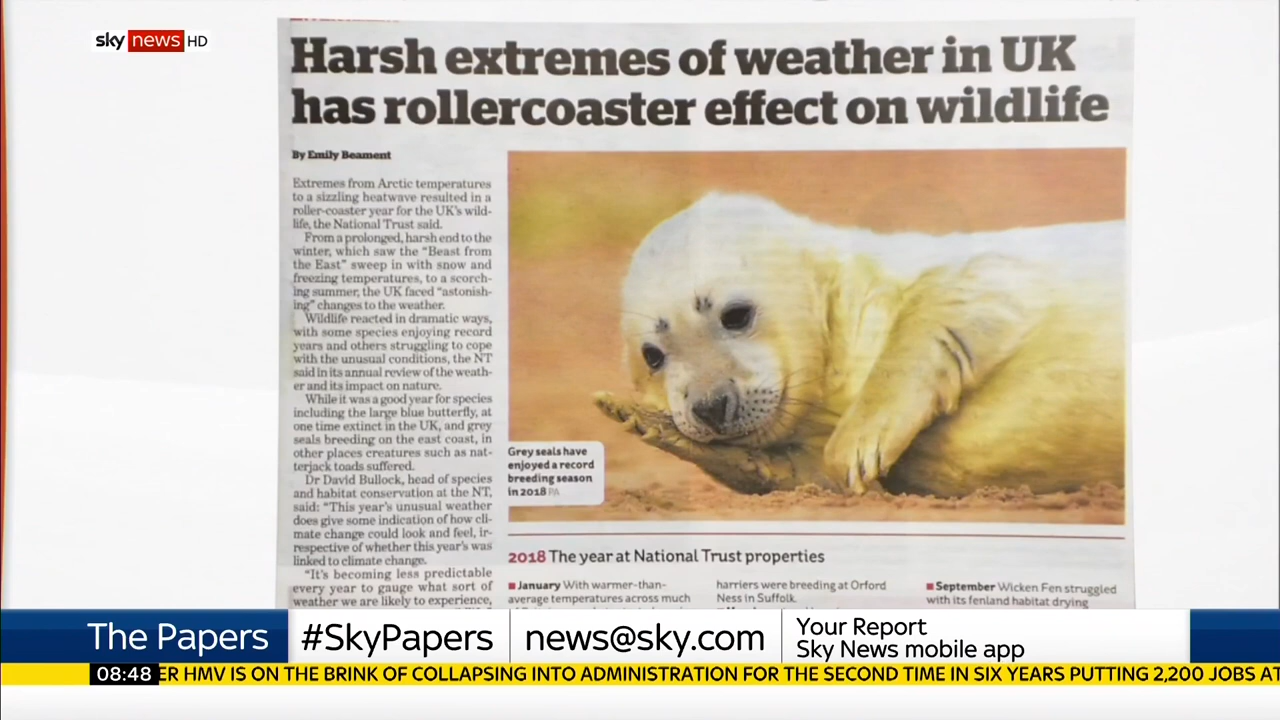 sky news HD
Harsh extremes of weather in UK
has rollercoaster effect on wildlife
By Emily Beament
Extremes from Arctic temperatures
to a sizzling heatwave resulted in a
roller-coaster year for the UK's wild-
life, the National Trust said.
From a prolonged, harsh end to the
winter, which saw the "Beast from
the East" sweep in with snow and
freezing temperatures, to a scorch-
ing summer, the UK faced "astonish-
ing" changes to the weather.
Wildlife reacted in dramatic ways,
with some species enjoying record
years and others struggling to cope
with the unusual conditions, the NT
said in its annual review of the weath-
er and its impact on nature.
While it was a good year for species
including the large blue butterfly, at
one time extinct in the UK, and grey
seals breeding on the east coast, in
other places creatures such as nat-
terjack toads suffered.
Dr David Bullock, head of species
and habitat conservation at the NT,
said: "This year's unusual weather
does give some indication of how cli-
mate change could look and feel, ir-
respective of whether this year's was
linked to climate change.
"It's becoming less predictable
every year to gauge what sort of
weather we are likely to experience,
Grey seals have
enjoyed a record
breeding season
in 2018 PA
2018 The year at National Trust properties
January With warmer-than-
average temperatures across much
harriers were breeding at Orford
Ness in Suffolk.
September Wicken Fen struggled
with its fenland habitat drying
The Papers
#SkyPapers
news@sky.com
Your Report
Sky News mobile app
08:48
ER HMV IS ON THE BRINK OF COLLAPSING INTO ADMINISTRATION FOR THE SECOND TIME IN SIX YEARS PUTTING 2,200 JOBS AT